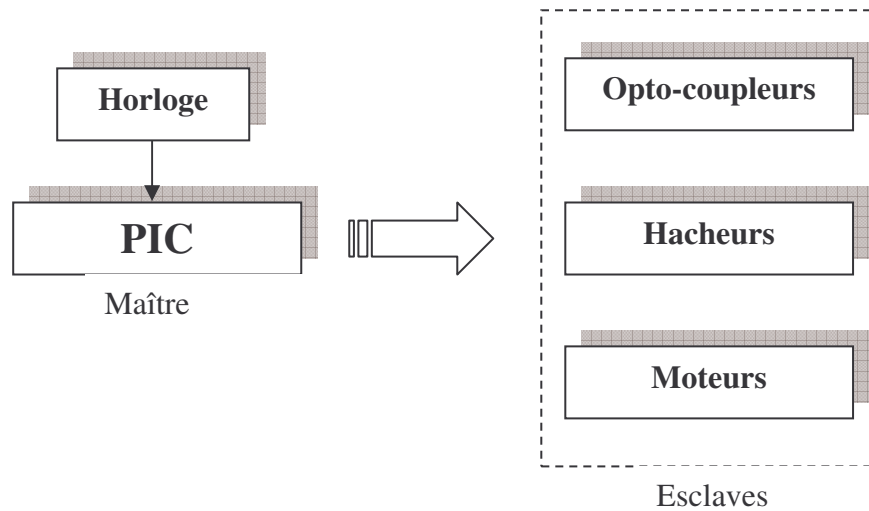 Horloge
PIC
Maître
Opto-coupleurs
Hacheurs
Moteurs
Esclaves